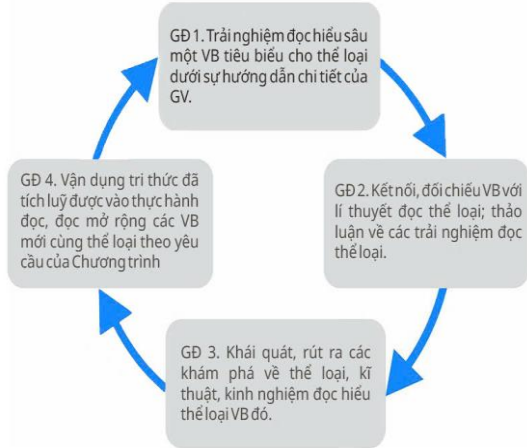 GĐ 1. Trải nghiệm đọc hiểu sâu
một VB tiêu biểu cho thể loại
dưới sự hướng dẫn chi tiết của
GV.
GĐ 2. Kết nối, đối chiếu VB với
lí thuyết đọc thể loại; thảo
luận về các trải nghiệm đọc
thể loại.
GĐ 3. Khái quát, rút ra các
khám phá về thể loại, kĩ
thuật, kinh nghiệm đọc hiểu
thể loại VB đó.
GĐ 4. Vận dụng tri thức đã
tích luỹ được vào thực hành
đọc, đọc mở rộng các VB
mới cùng thể loại theo yêu
cầu của Chương trình